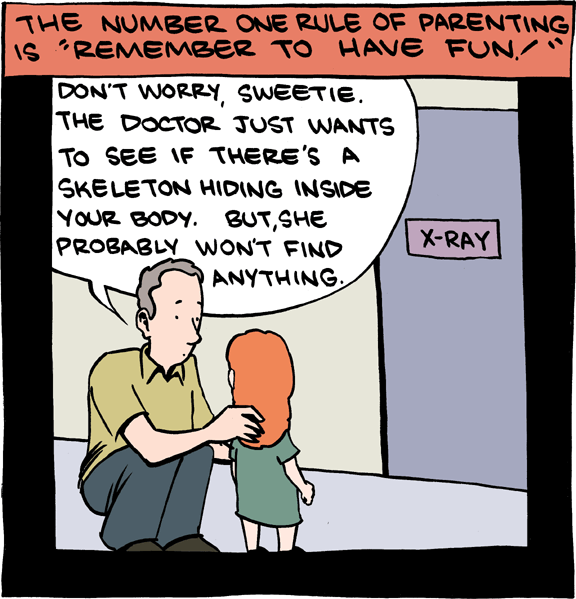 THE NUMBER ONE RULE OF PARENTING
IS "REMEMBER TO HAVE FUN!"
DON'T WORRY, SWEETIE.
THE DOCTOR JUST WANTS
TO SEE IF THERE'S A
SKELETON HIDING INSIDE
YOUR BODY. BUT, SHE
PROBABLY WON'T FIND
ANYTHING.
X-RAY